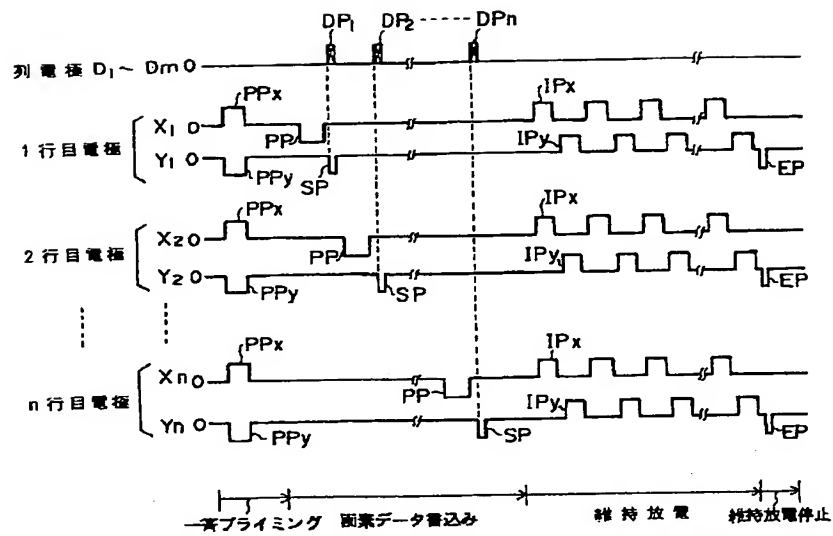 DP1 DP2 DPn
列電極 D1～Dm 0
PPx IPx
1行目電極 X1 0 PP
Y1 0 PPy SP IPy EP
PPx IPx
2行目電極 X2 0 PP
Y2 0 PPy SP IPy EP
PPx IPx
n行目電極 Xn 0 PP
Yn 0 PPy SP IPy EP
一斉プライミング 画素データ書込み 維持放電 維持放電停止